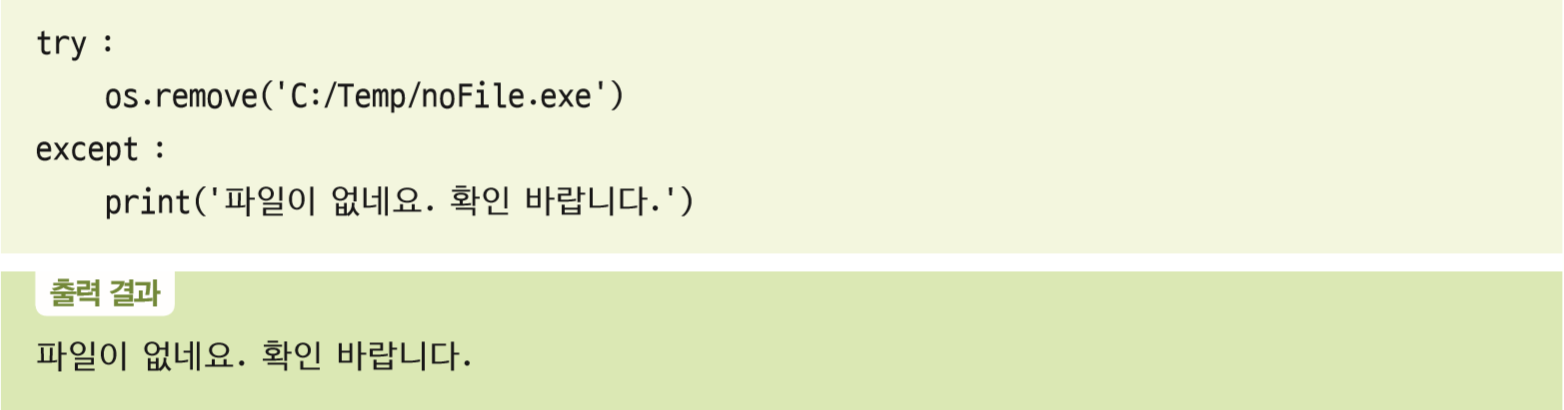 try :
    os.remove('C:/Temp/noFile.exe')
except :
    print('파일이 없네요. 확인 바랍니다.')
출력 결과
파일이 없네요. 확인 바랍니다.